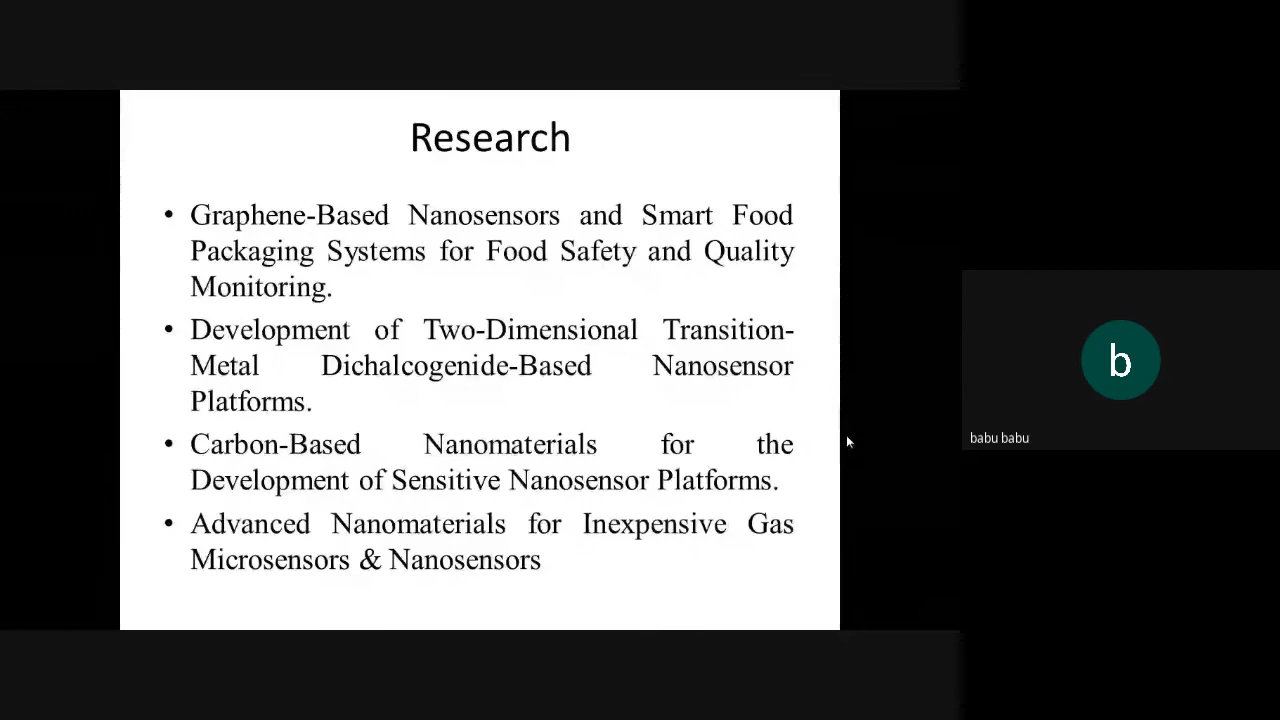 Research
• Graphene-Based Nanosensors and Smart Food
Packaging Systems for Food Safety and Quality
Monitoring.
• Development of Two-Dimensional Transition-
Metal Dichalcogenide-Based Nanosensor
Platforms.
• Carbon-Based Nanomaterials for the
Development of Sensitive Nanosensor Platforms.
• Advanced Nanomaterials for Inexpensive Gas
Microsensors & Nanosensors
b
babu babu